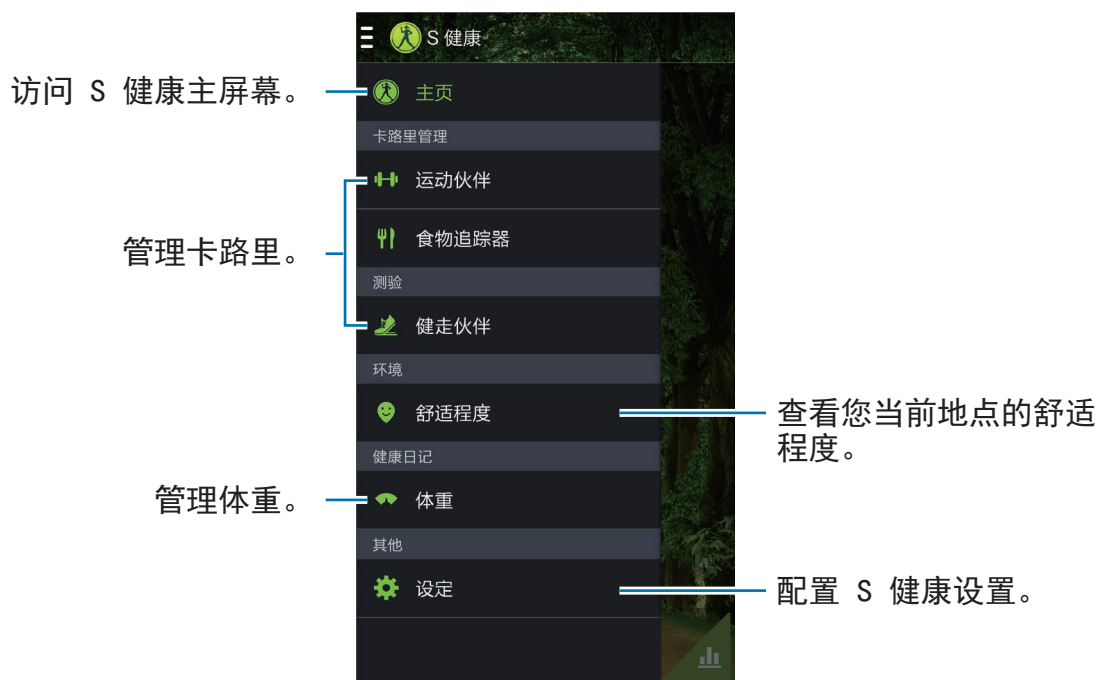 S 健康
访问 S 健康主屏幕。
主页
卡路里管理
运动伙伴
管理卡路里。
食物追踪器
测验
健走伙伴
环境
舒适程度
查看您当前地点的舒适
程度。
健康日记
管理体重。
体重
其他
设定
配置 S 健康设置。